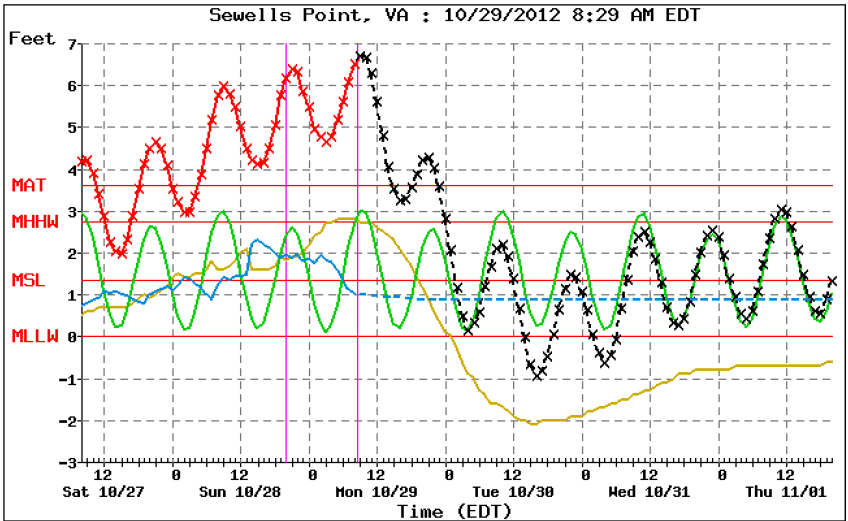 Sewells Point, VA : 10/29/2012 8:29 AM EDT
Feet
7
6
5
4
MAT
3
MHHW
2
MSL
1
MLLW
0
-1
-2
-3
12 0 12 0 12 0 12 0 12 0 12
Sat 10/27 Sun 10/28 Mon 10/29 Tue 10/30 Wed 10/31 Thu 11/01
Time (EDT)